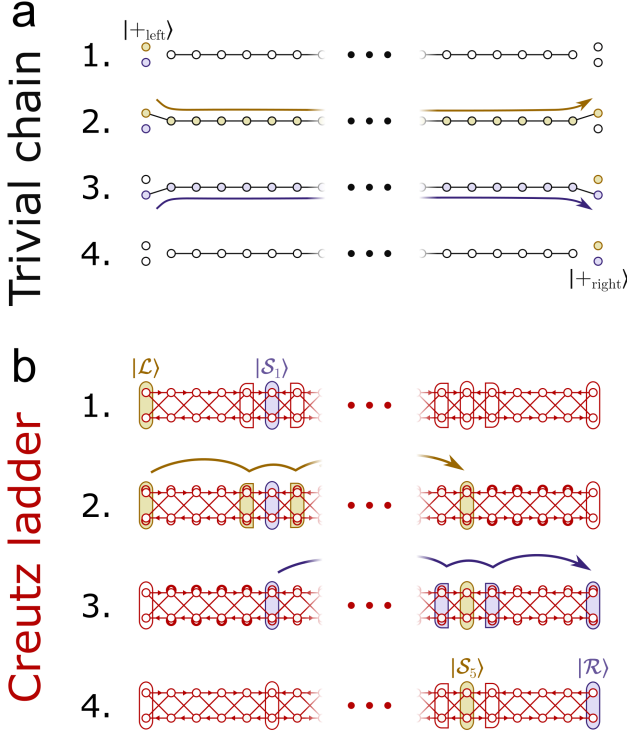 a
Trivial chain
|+left⟩
1.
2.
3.
4.
|+right⟩
b
Creutz ladder
|𝓛⟩
|𝓢₁⟩
1.
2.
3.
|𝓢₅⟩
|𝓡⟩
4.